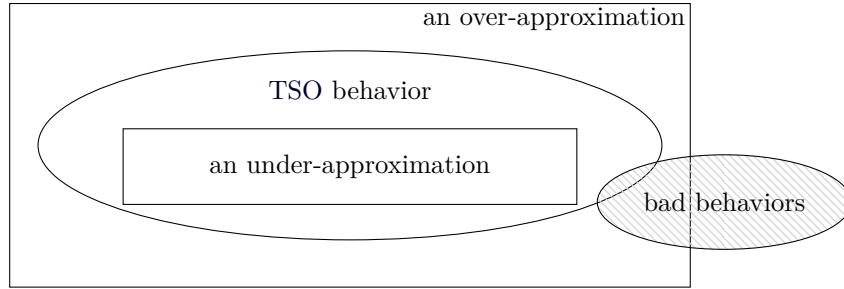 an over-approximation
TSO behavior
an under-approximation
bad behaviors